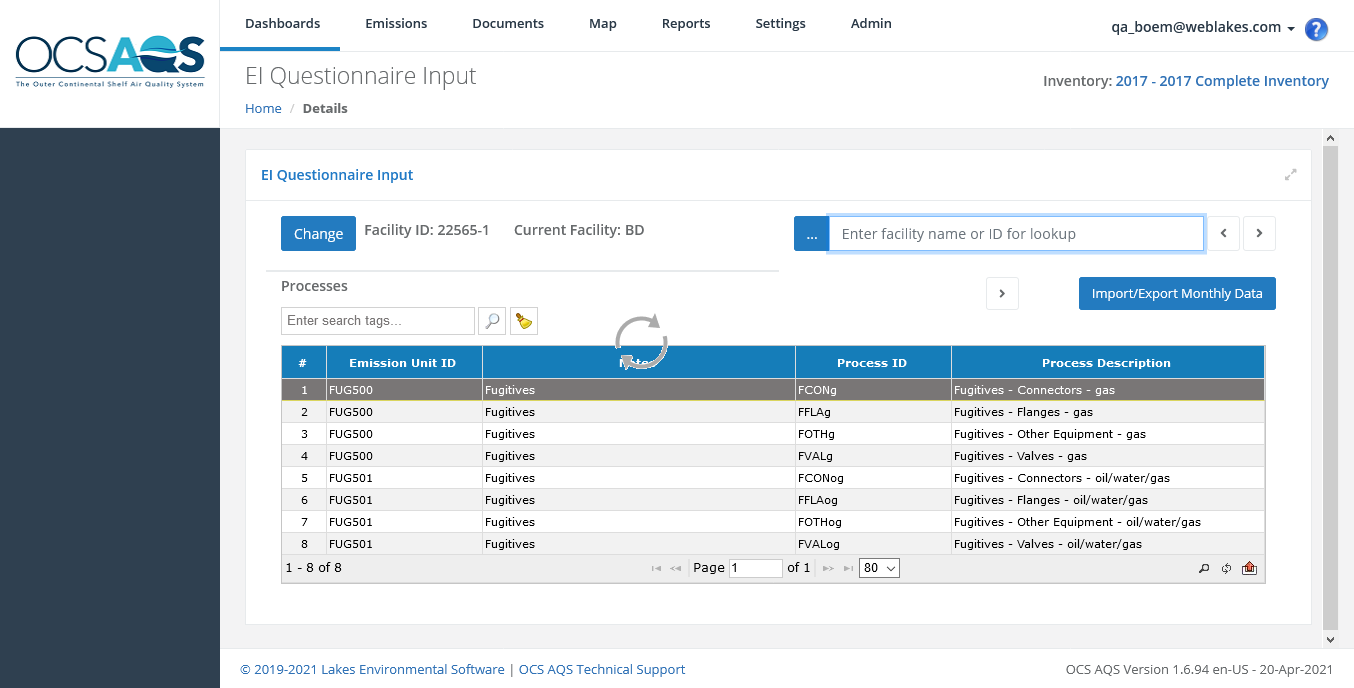 Dashboards Emissions Documents Map Reports Settings Admin qa_boem@weblakes.com ?
OCSAQS
The Outer Continental Shelf Air Quality System
EI Questionnaire Input
Inventory: 2017 - 2017 Complete Inventory
Home / Details
EI Questionnaire Input
Change Facility ID: 22565-1 Current Facility: BD ... Enter facility name or ID for lookup
Processes
Import/Export Monthly Data
Enter search tags...
# Emission Unit ID Process ID Process Description
1 FUG500 Fugitives FCONg Fugitives - Connectors - gas
2 FUG500 Fugitives FFLAg Fugitives - Flanges - gas
3 FUG500 Fugitives FOTHg Fugitives - Other Equipment - gas
4 FUG500 Fugitives FVALg Fugitives - Valves - gas
5 FUG501 Fugitives FCONog Fugitives - Connectors - oil/water/gas
6 FUG501 Fugitives FFLAog Fugitives - Flanges - oil/water/gas
7 FUG501 Fugitives FOTHog Fugitives - Other Equipment - oil/water/gas
8 FUG501 Fugitives FVALog Fugitives - Valves - oil/water/gas
1 - 8 of 8 Page 1 of 1 80
© 2019-2021 Lakes Environmental Software | OCS AQS Technical Support OCS AQS Version 1.6.94 en-US - 20-Apr-2021